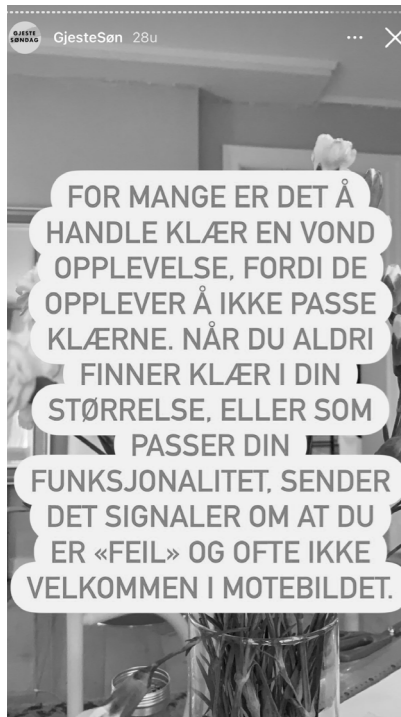 GJESTE
SØNDAG
GjesteSøn 28u
FOR MANGE ER DET Å
HANDLE KLÆR EN VOND
OPPLEVELSE, FORDI DE
OPPLEVER Å IKKE PASSE
KLÆRNE. NÅR DU ALDRI
FINNER KLÆR I DIN
STØRRELSE, ELLER SOM
PASSER DIN
FUNKSJONALITET, SENDER
DET SIGNALER OM AT DU
ER «FEIL» OG OFTE IKKE
VELKOMMEN I MOTEBILDET.